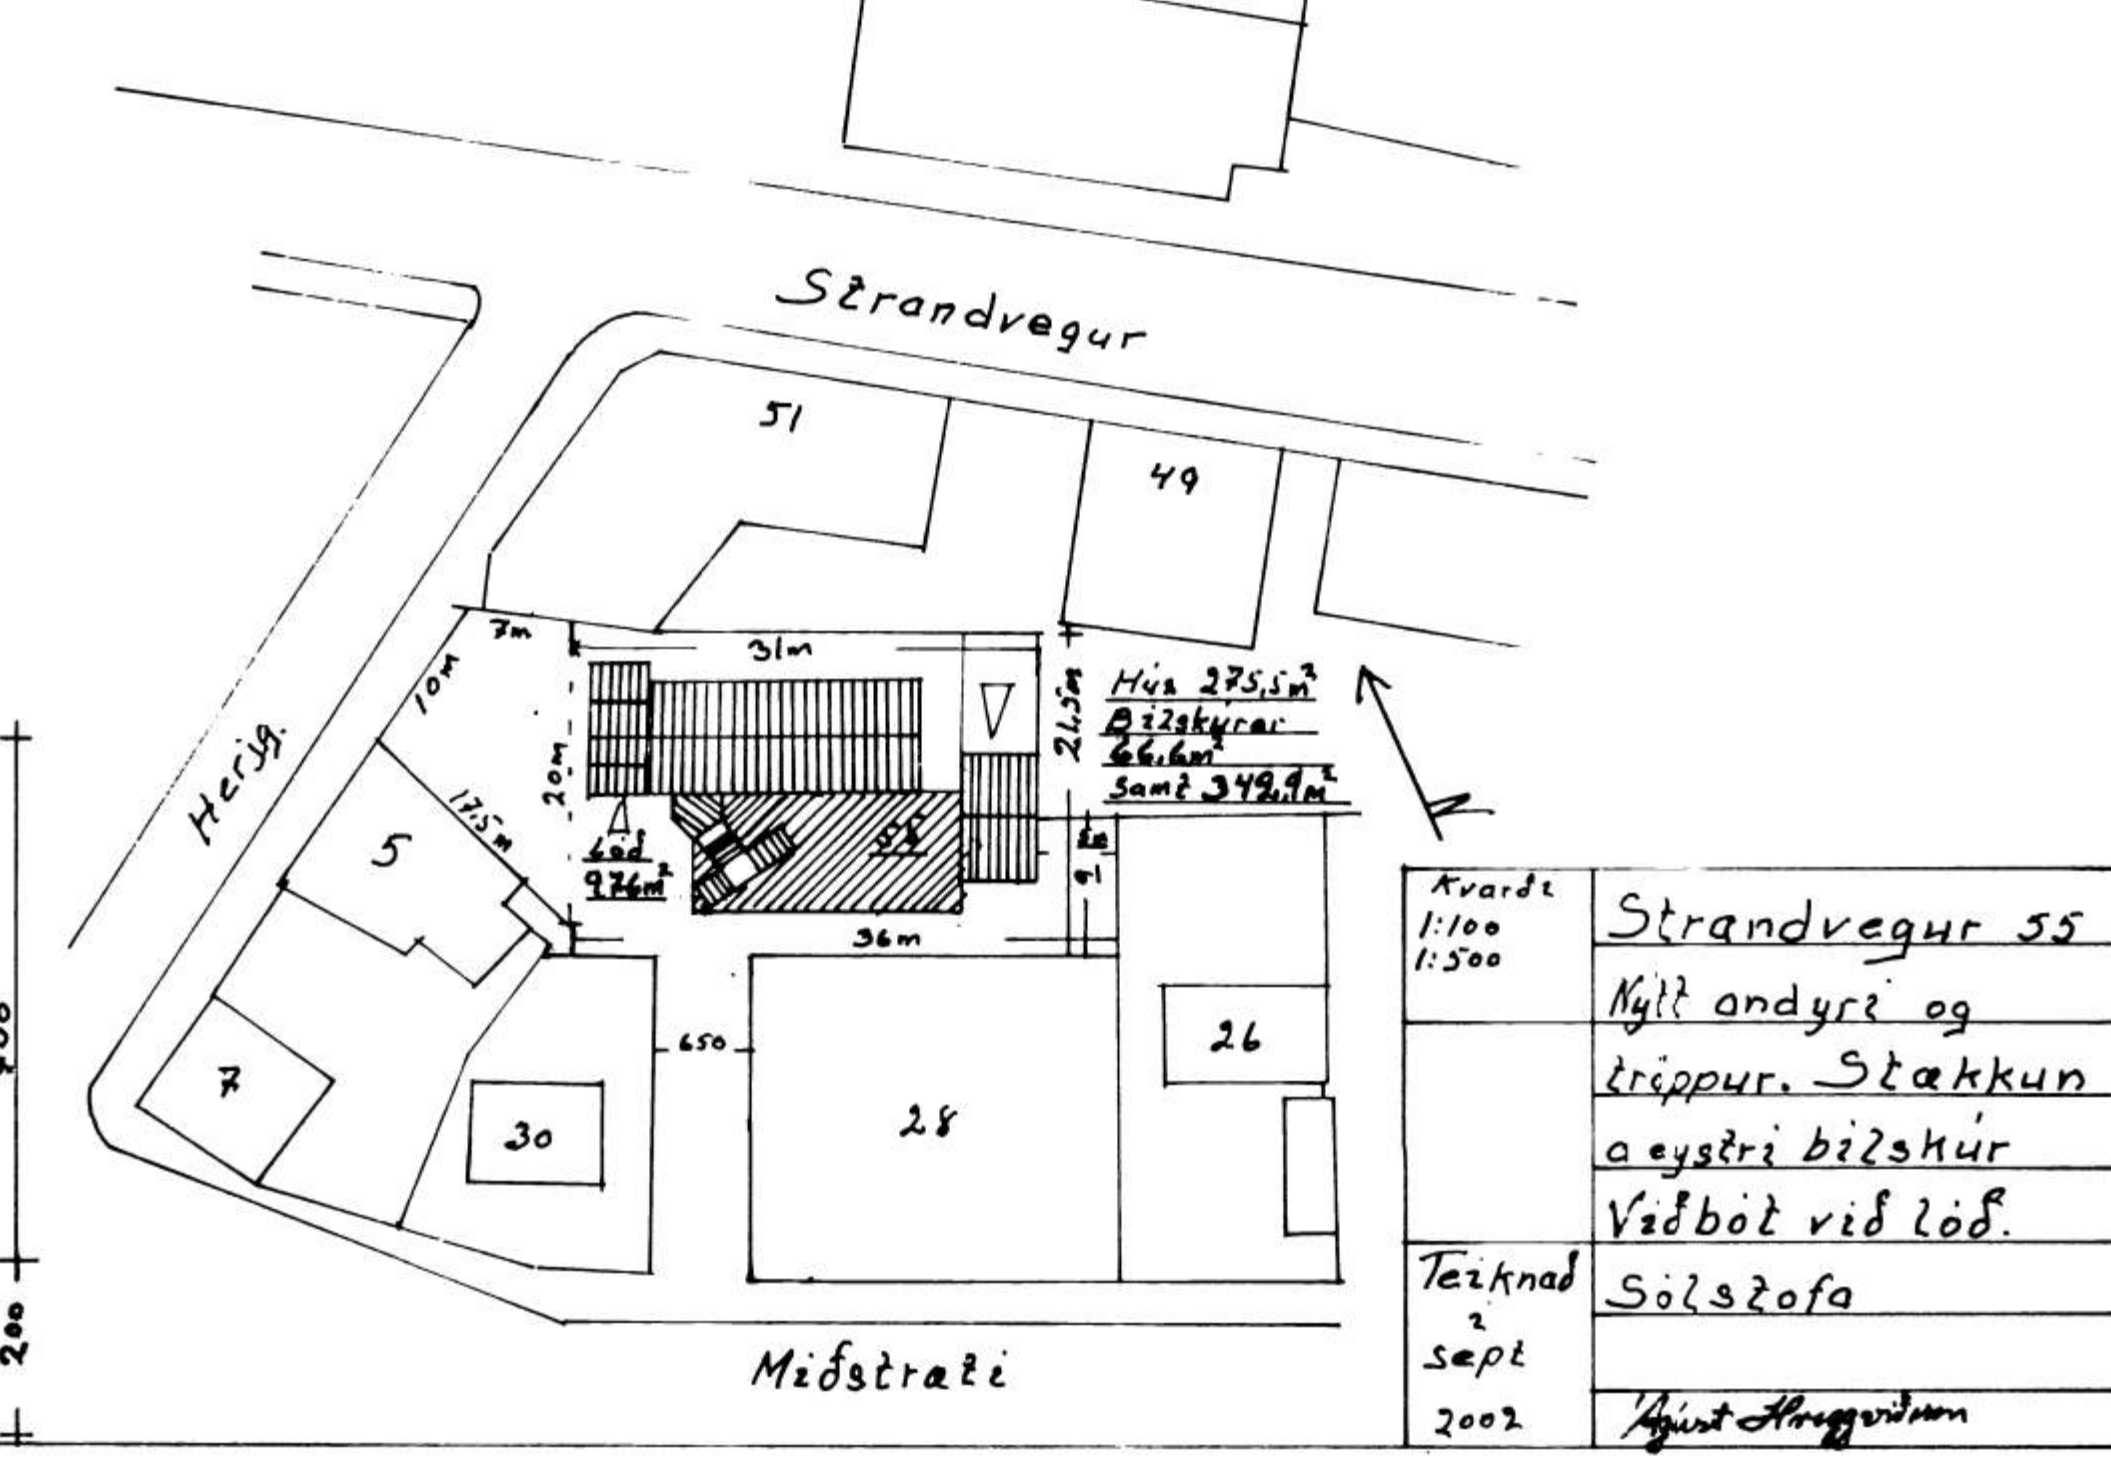 Strandvegur
51
49
7m
31m
10m
21,5m
Hús 275,5m²
Bílskúrar
66,6m²
Samt 342,1m²
Herjg.
20m
17,5m
5
Lóð
976m²
36m
7
30
650
28
26
Miðstræti
200
Kvarði
1:100
1:500
Strandvegur 55
Nýtt andyri og
tröppur. Stækkun
a eystri bílskúr
Viðbót við lóð.
Sólstofa
Teiknað
í
sept
2002
Ágúst Hreggviðsson